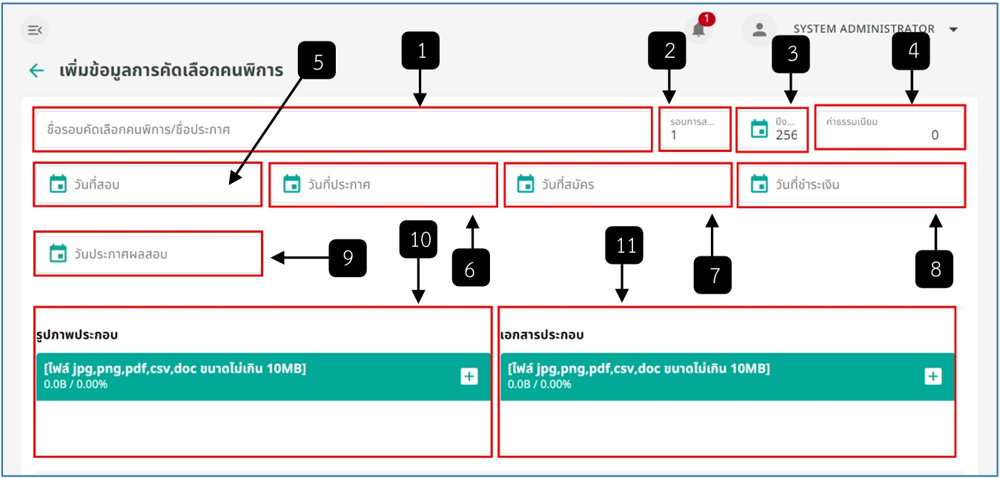 1
SYSTEM ADMINISTRATOR
เพิ่มข้อมูลการคัดเลือกคนพิการ
5
1
2
3
4
ชื่อรอบคัดเลือกคนพิการ/ชื่อประกาศ
รอบการส...
1
ปีง...
256
ค่าธรรมเนียม
0
วันที่สอบ
วันที่ประกาศ
วันที่สมัคร
วันที่ชำระเงิน
วันประกาศผลสอบ
9
10
6
11
7
8
รูปภาพประกอบ
[ไฟล์ jpg,png,pdf,csv,doc ขนาดไม่เกิน 10MB]
0.0B / 0.00%
เอกสารประกอบ
[ไฟล์ jpg,png,pdf,csv,doc ขนาดไม่เกิน 10MB]
0.0B / 0.00%